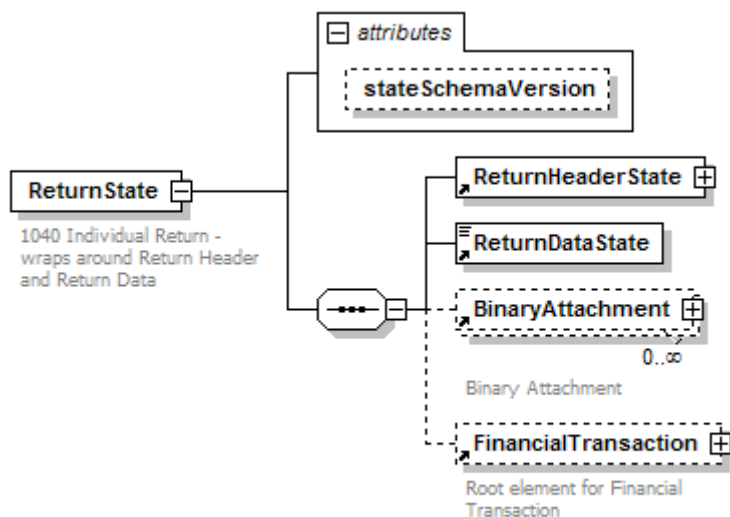 attributes
stateSchemaVersion
ReturnState
1040 Individual Return -
wraps around Return Header
and Return Data
ReturnHeaderState
ReturnDataState
BinaryAttachment
0..∞
Binary Attachment
FinancialTransaction
Root element for Financial
Transaction